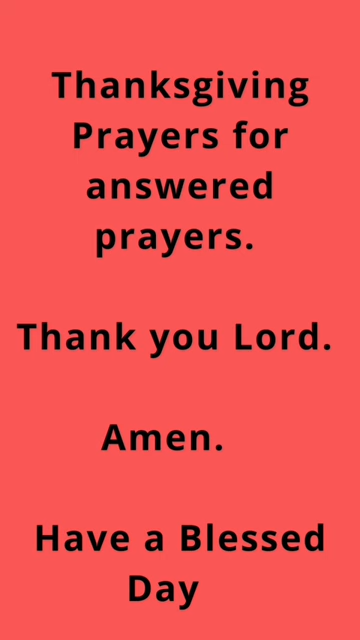 Thanksgiving
Prayers for
answered
prayers.
Thank you Lord.
Amen.
Have a Blessed
Day